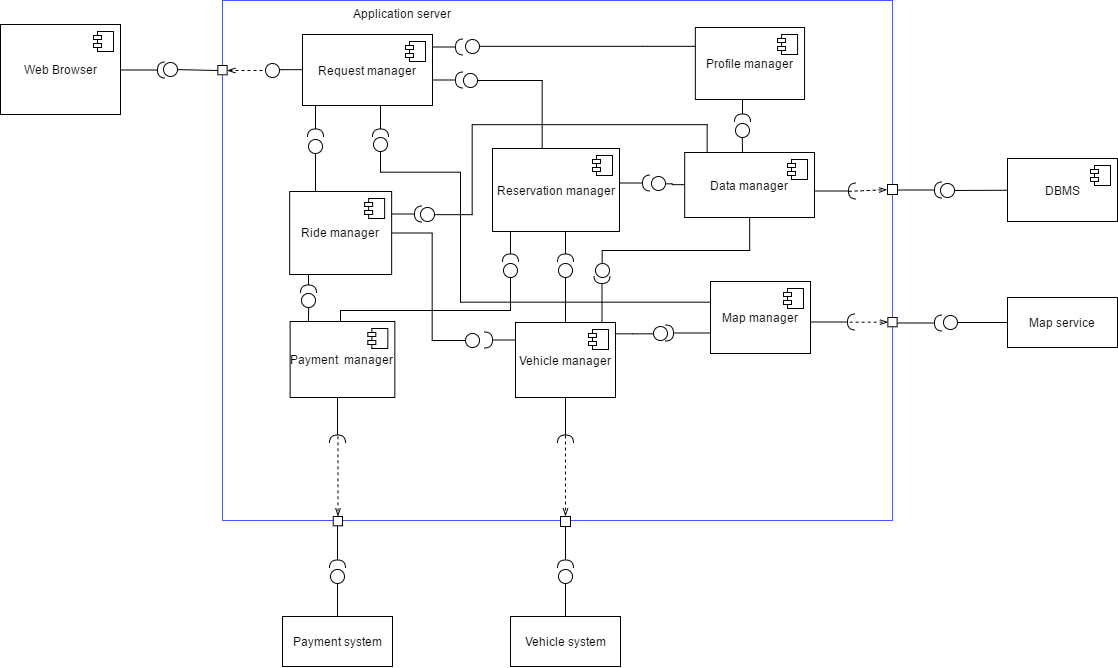 Application server
Web Browser
Request manager
Profile manager
Reservation manager
Data manager
DBMS
Ride manager
Map manager
Map service
Payment  manager
Vehicle manager
Payment system
Vehicle system